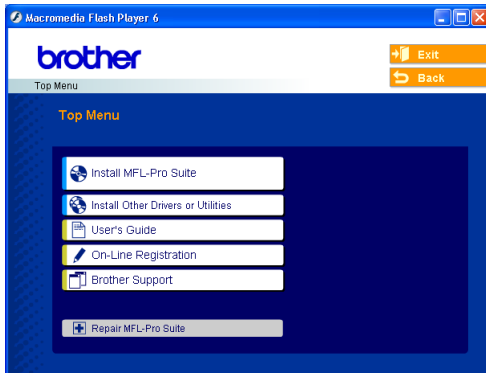 Macromedia Flash Player 6
brother
Exit
Back
Top Menu
Top Menu
Install MFL-Pro Suite
Install Other Drivers or Utilities
User's Guide
On-Line Registration
Brother Support
Repair MFL-Pro Suite